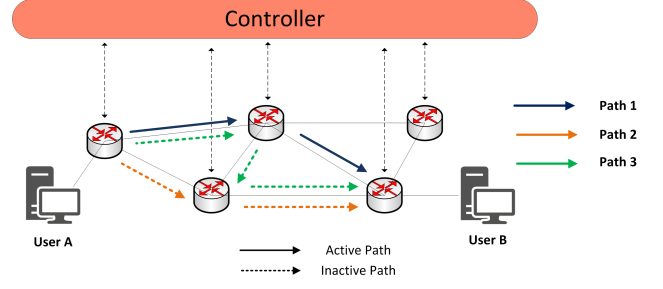 Controller
Path 1
Path 2
Path 3
User A
User B
Active Path
Inactive Path